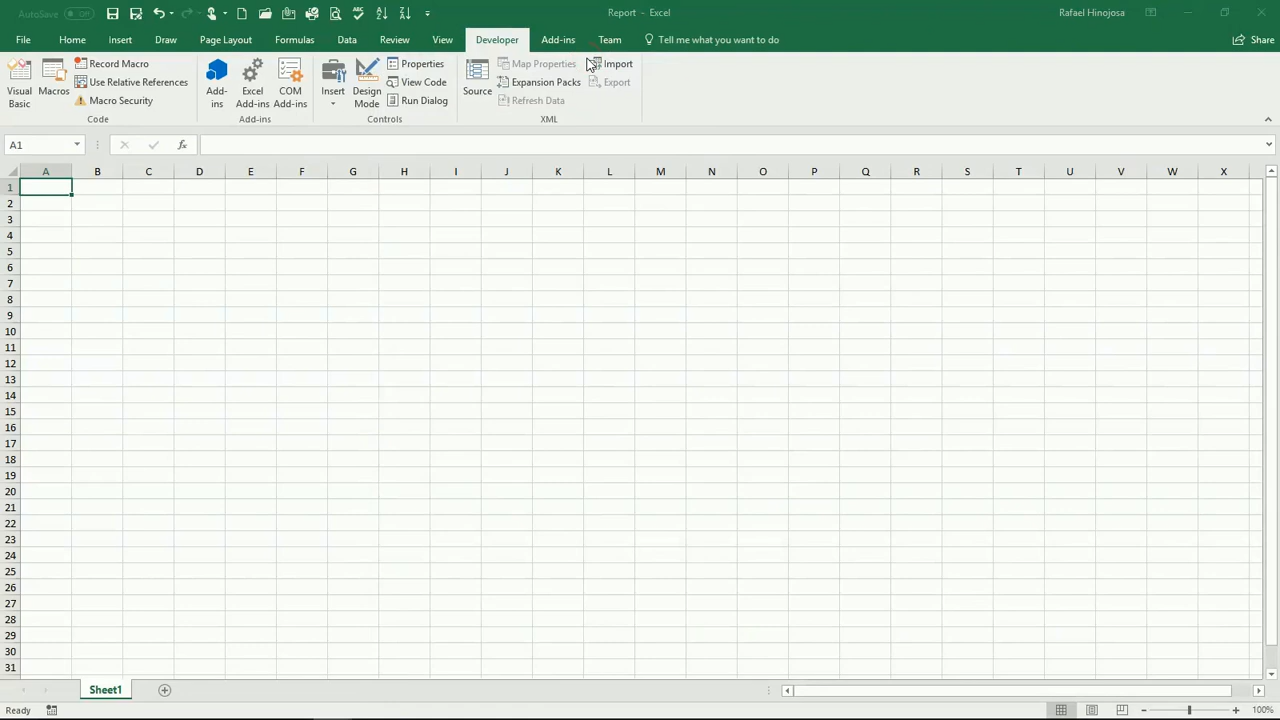 AutoSave Off
Report - Excel
Rafael Hinojosa
File Home Insert Draw Page Layout Formulas Data Review View Developer Add-ins Team Tell me what you want to do Share
Visual Basic
Macros
Record Macro
Use Relative References
Macro Security
Code
Add-ins
Excel Add-ins
COM Add-ins
Add-ins
Insert
Design Mode
Properties
View Code
Run Dialog
Controls
Source
Map Properties
Expansion Packs
Refresh Data
Import
Export
XML
A1
fx
A B C D E F G H I J K L M N O P Q R S T U V W X
1
2
3
4
5
6
7
8
9
10
11
12
13
14
15
16
17
18
19
20
21
22
23
24
25
26
27
28
29
30
31
Sheet1
Ready
100%